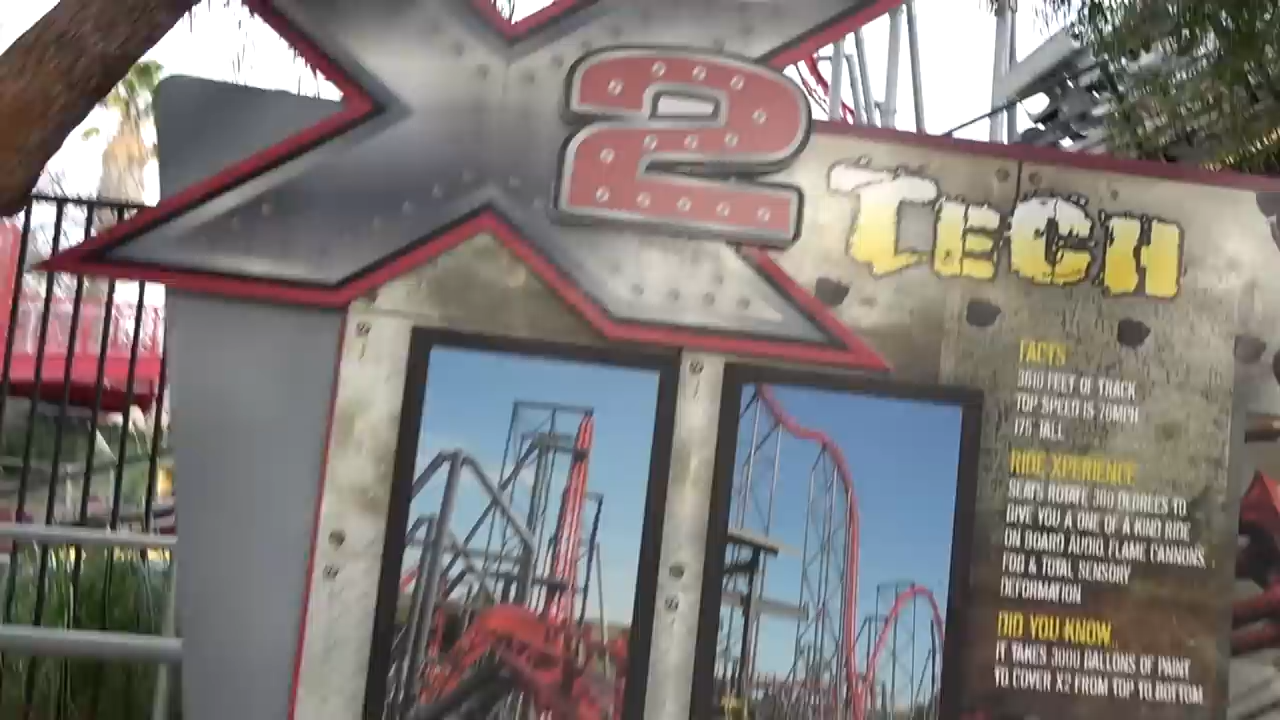 X2
TECH
FACTS
3610 FEET OF TRACK
TOP SPEED IS 76MPH
175' TALL
RIDE XPERIENCE
SEATS ROTATE 360 DEGREES TO
GIVE YOU A ONE OF A KIND RIDE
ON BOARD AUDIO, FLAME CANNONS,
FOG & TOTAL SENSORY
DEFORMATION
DID YOU KNOW...
IT TAKES 3000 GALLONS OF PAINT
TO COVER X2 FROM TOP TO BOTTOM